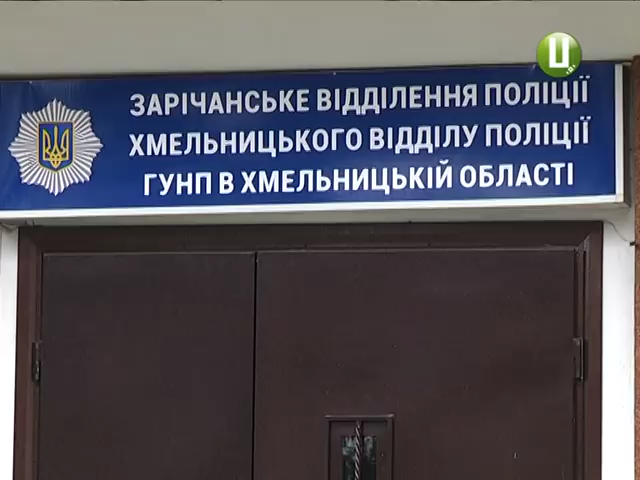 Ц
ЗАРІЧАНСЬКЕ ВІДДІЛЕННЯ ПОЛІЦІЇ
ХМЕЛЬНИЦЬКОГО ВІДДІЛУ ПОЛІЦІЇ
ГУНП В ХМЕЛЬНИЦЬКІЙ ОБЛАСТІ